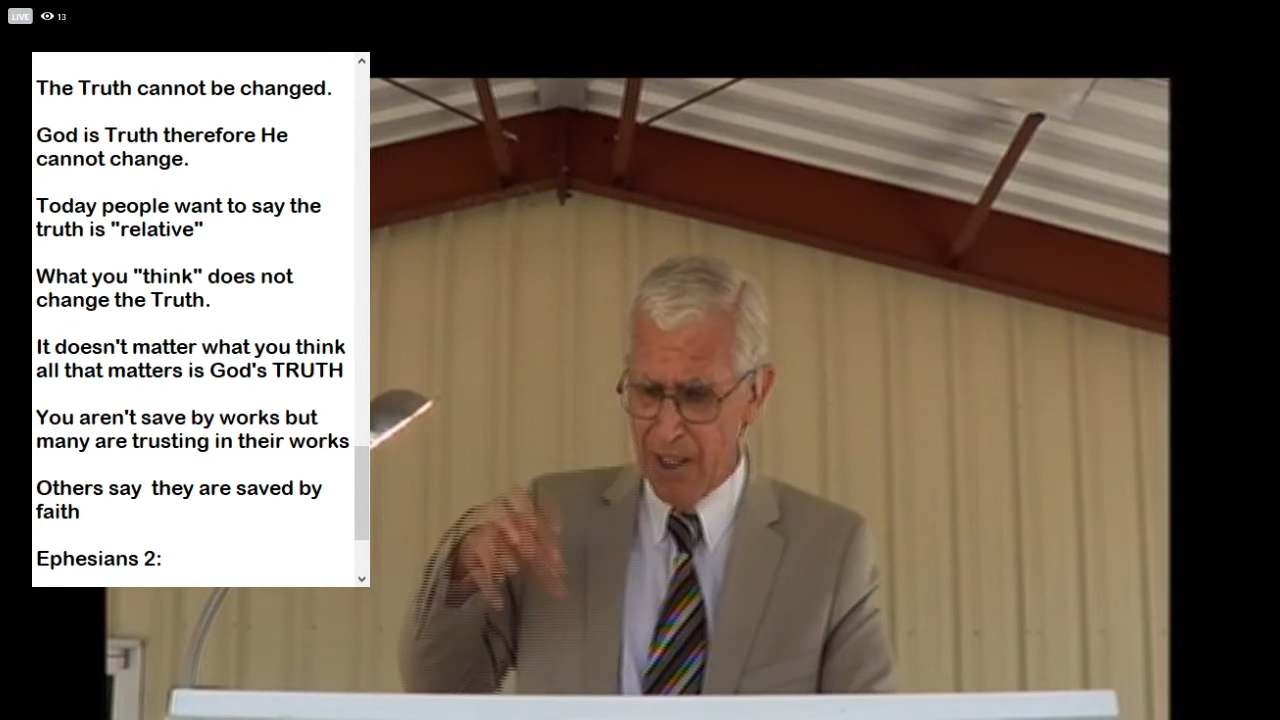 LIVE 13
The Truth cannot be changed.
God is Truth therefore He
cannot change.
Today people want to say the
truth is "relative"
What you "think" does not
change the Truth.
It doesn't matter what you think
all that matters is God's TRUTH
You aren't save by works but
many are trusting in their works
Others say  they are saved by
faith
Ephesians 2: